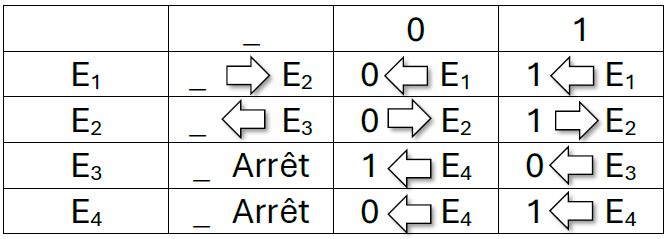 _ 0 1
E₁ _ ⇨ E₂ 0 ⇦ E₁ 1 ⇦ E₁
E₂ _ ⇦ E₃ 0 ⇨ E₂ 1 ⇨ E₂
E₃ _ Arrêt 1 ⇦ E₄ 0 ⇦ E₃
E₄ _ Arrêt 0 ⇦ E₄ 1 ⇦ E₄